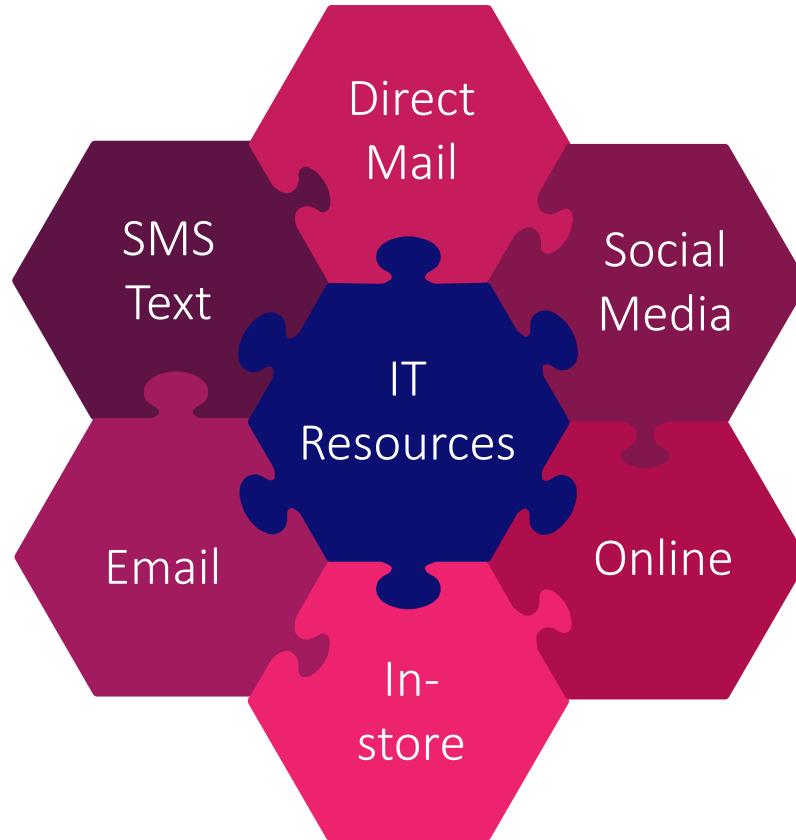 Direct
Mail
SMS
Text
Social
Media
IT
Resources
Email
Online
In-
store